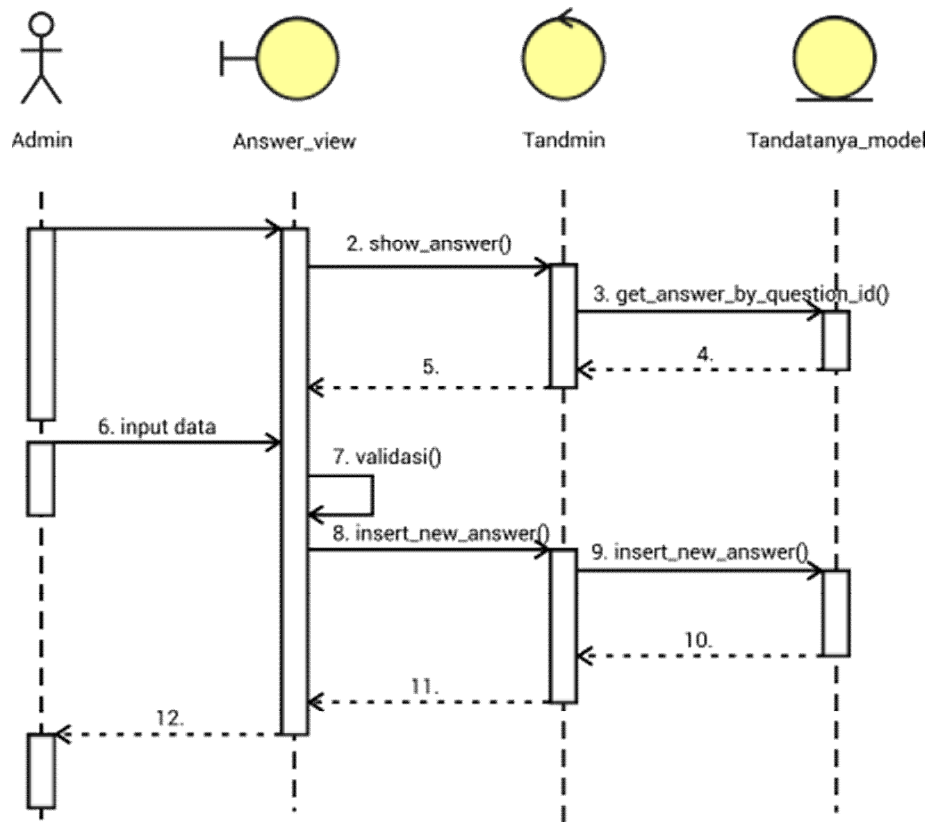 Admin
Answer_view
Tandmin
Tandatanya_model
2. show_answer()
3. get_answer_by_question_id()
4.
5.
6. input data
7. validasi()
8. insert_new_answer()
9. insert_new_answer()
10.
11.
12.